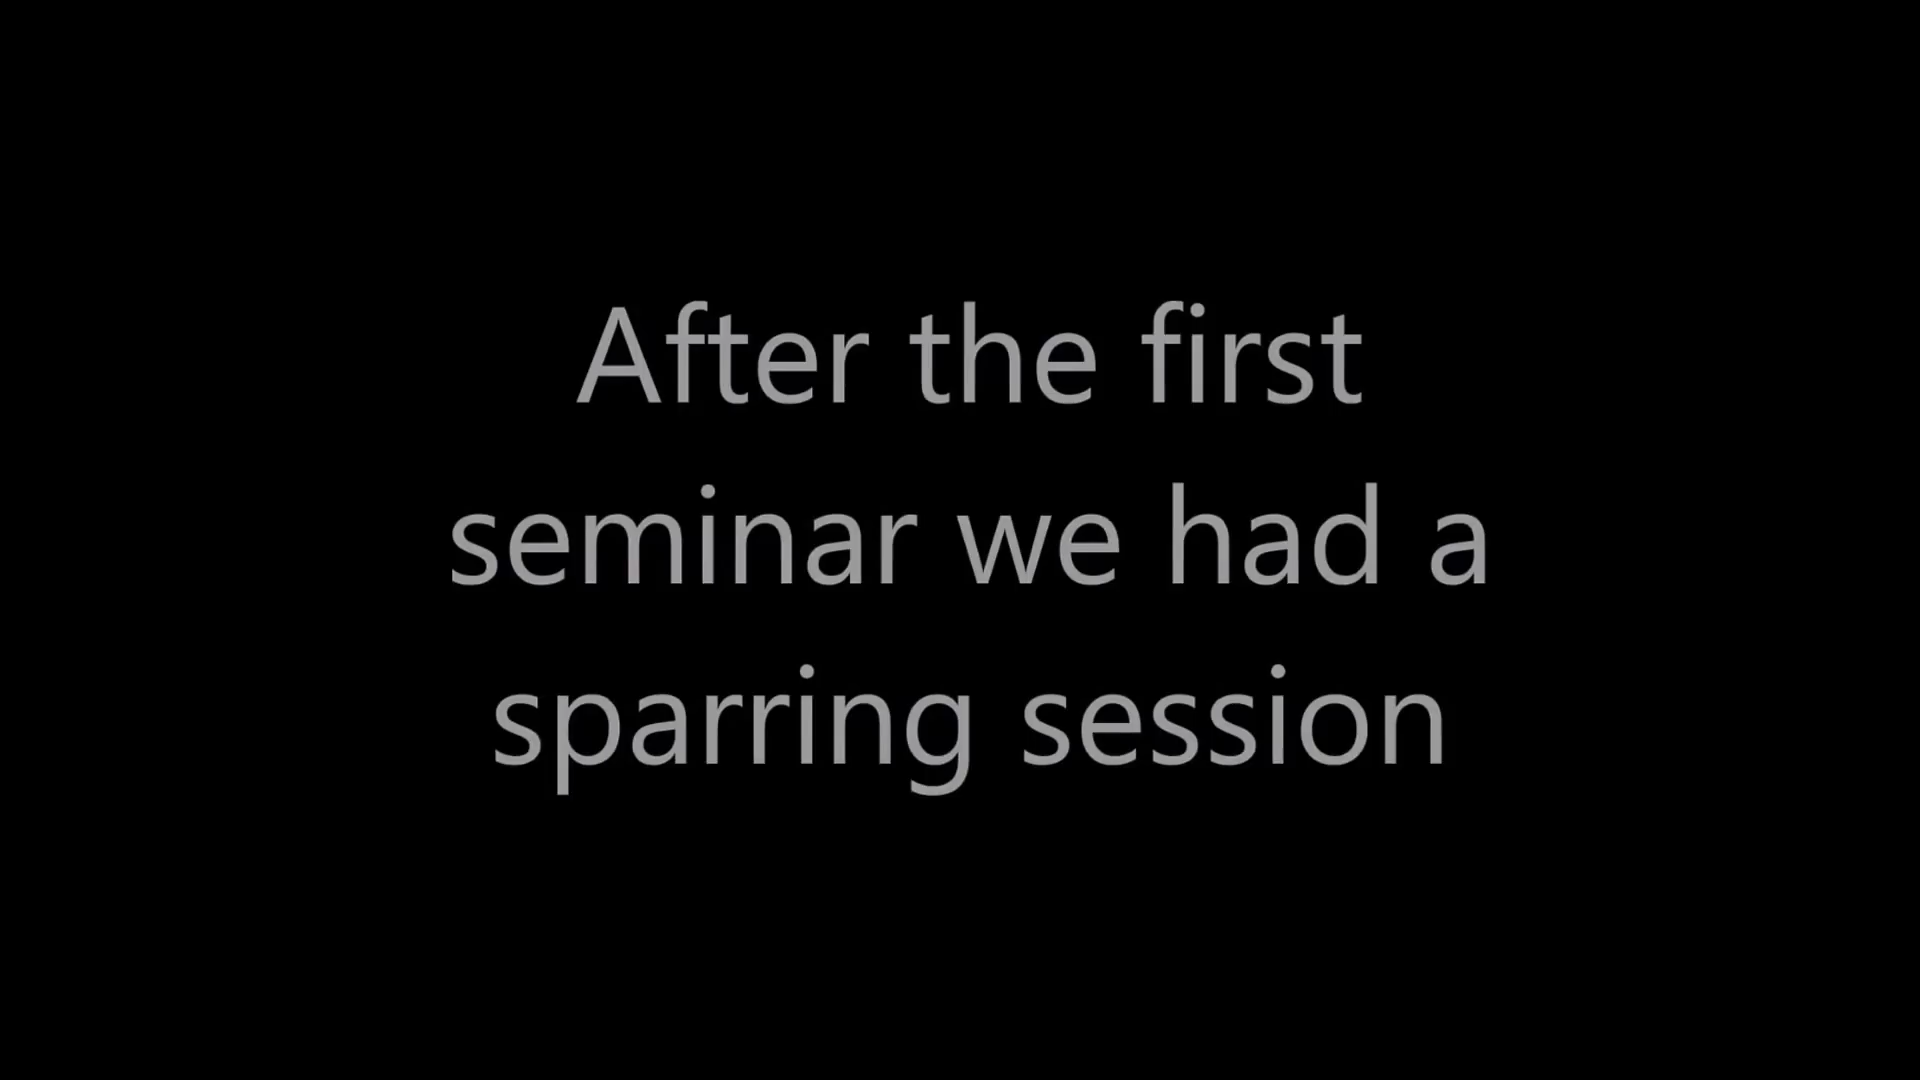 After the first
seminar we had a
sparring session